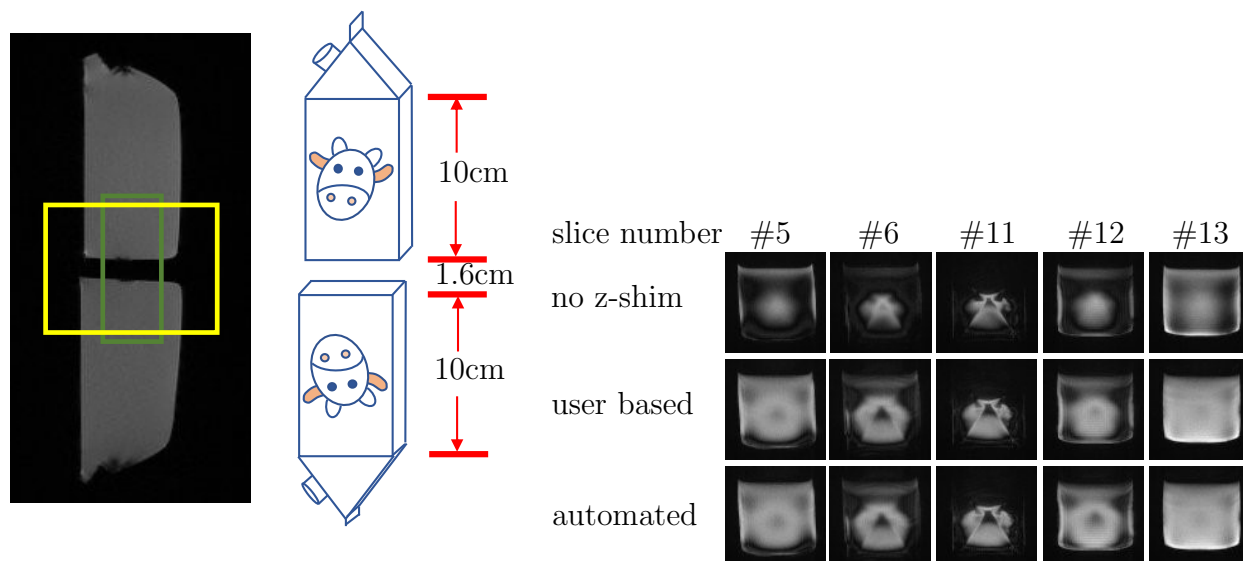 10cm
1.6cm
10cm
slice number #5 #6 #11 #12 #13
no z-shim
user based
automated